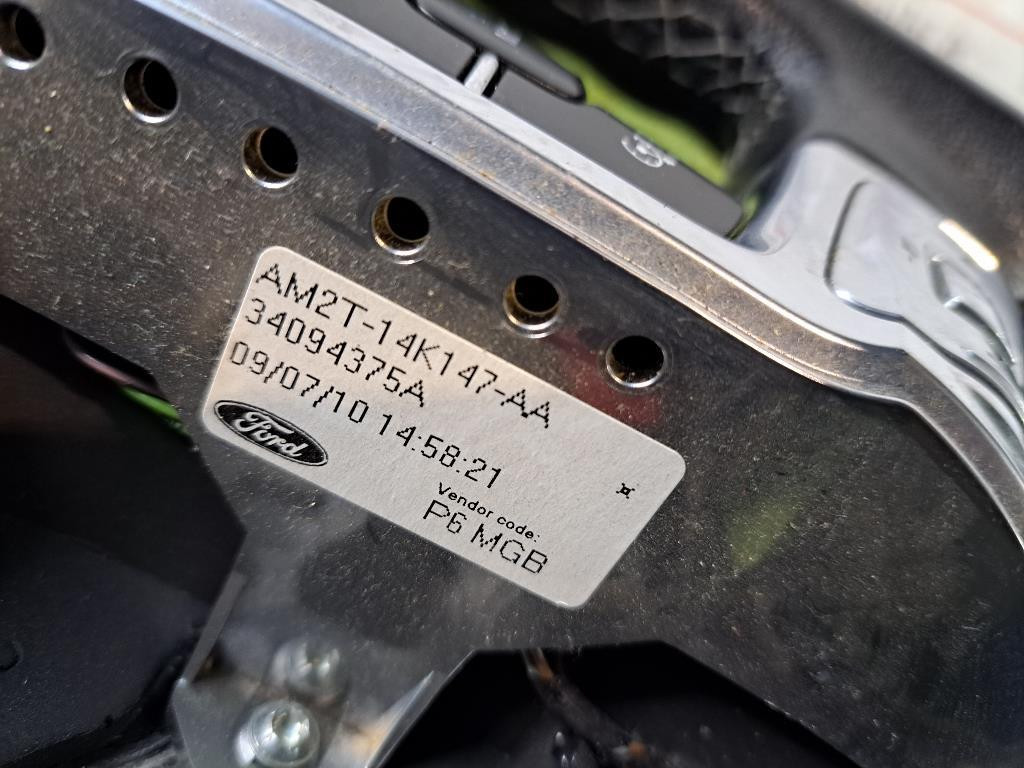 AM2T-14K147-AA
34094375A
09/07/10 14:58:21
Ford
Vendor code:
P6 MGB